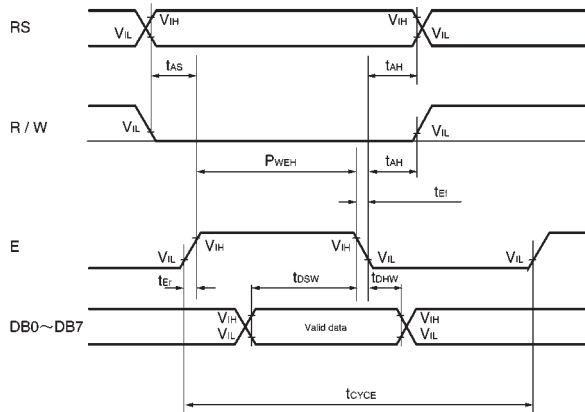 RS
VIH
VIH
VIL
VIL
tAS
tAH
R / W
VIL
VIL
PWEH
tAH
tEf
E
VIH
VIH
VIL
VIL
VIL
tEr
tDSW
tDHW
DB0~DB7
VIH
VIL
Valid data
VIH
VIL
tCYCE